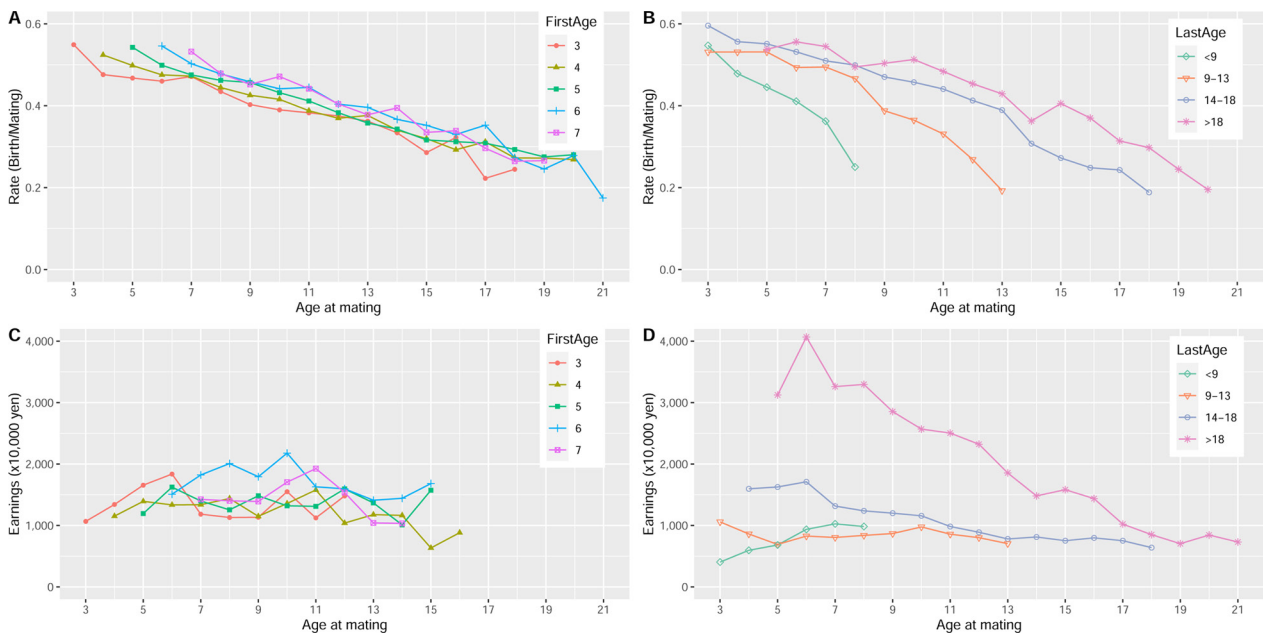 A
FirstAge
3
4
5
6
7
Rate (Birth/Mating)
0.6
0.4
0.2
0.0
3 5 7 9 11 13 15 17 19 21
Age at mating
B
LastAge
<9
9–13
14–18
>18
Rate (Birth/Mating)
0.6
0.4
0.2
0.0
3 5 7 9 11 13 15 17 19 21
Age at mating
C
FirstAge
3
4
5
6
7
Earnings (x10,000 yen)
4,000
3,000
2,000
1,000
0
3 5 7 9 11 13 15 17 19 21
Age at mating
D
LastAge
<9
9–13
14–18
>18
Earnings (x10,000 yen)
4,000
3,000
2,000
1,000
0
3 5 7 9 11 13 15 17 19 21
Age at mating